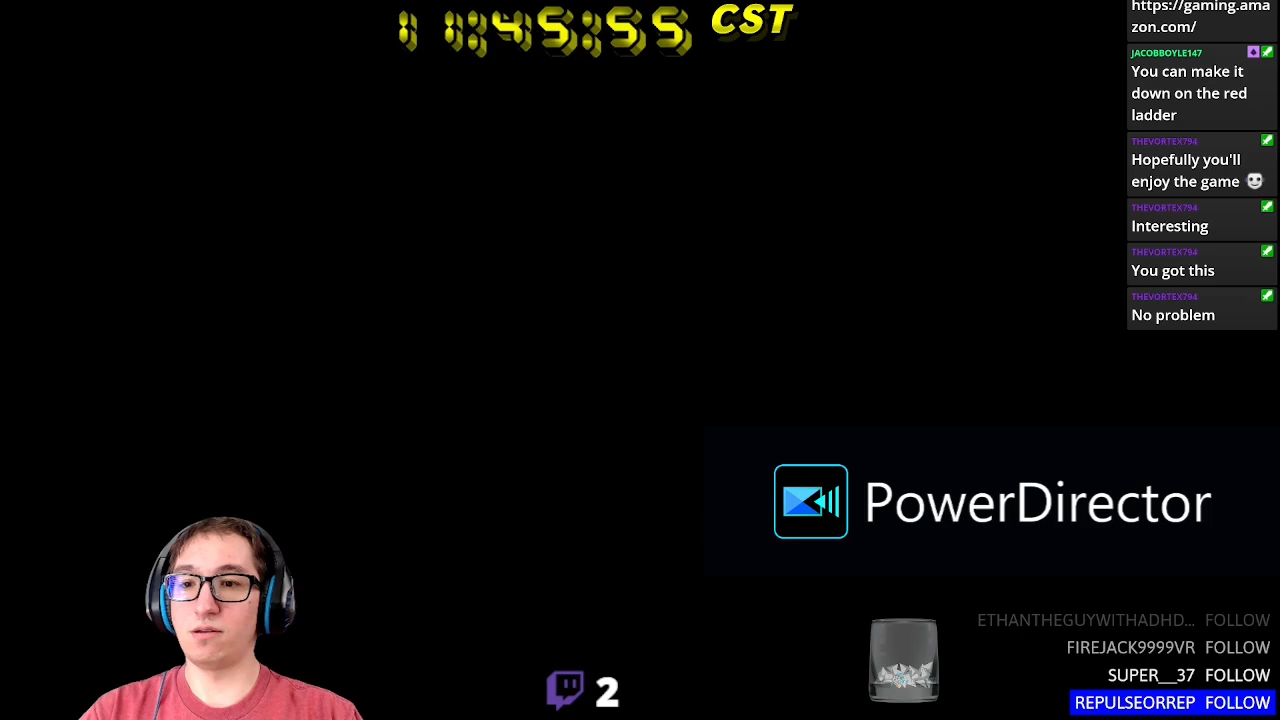 11:45:55 CST
https://gaming.ama
zon.com/
JACOBBOYLE147
You can make it
down on the red
ladder
THEVORTEX794
Hopefully you'll
enjoy the game
THEVORTEX794
Interesting
THEVORTEX794
You got this
THEVORTEX794
No problem
PowerDirector
ETHANTHEGUYWITHADHD... FOLLOW
FIREJACK9999VR FOLLOW
SUPER__37 FOLLOW
REPULSEORREP FOLLOW
2